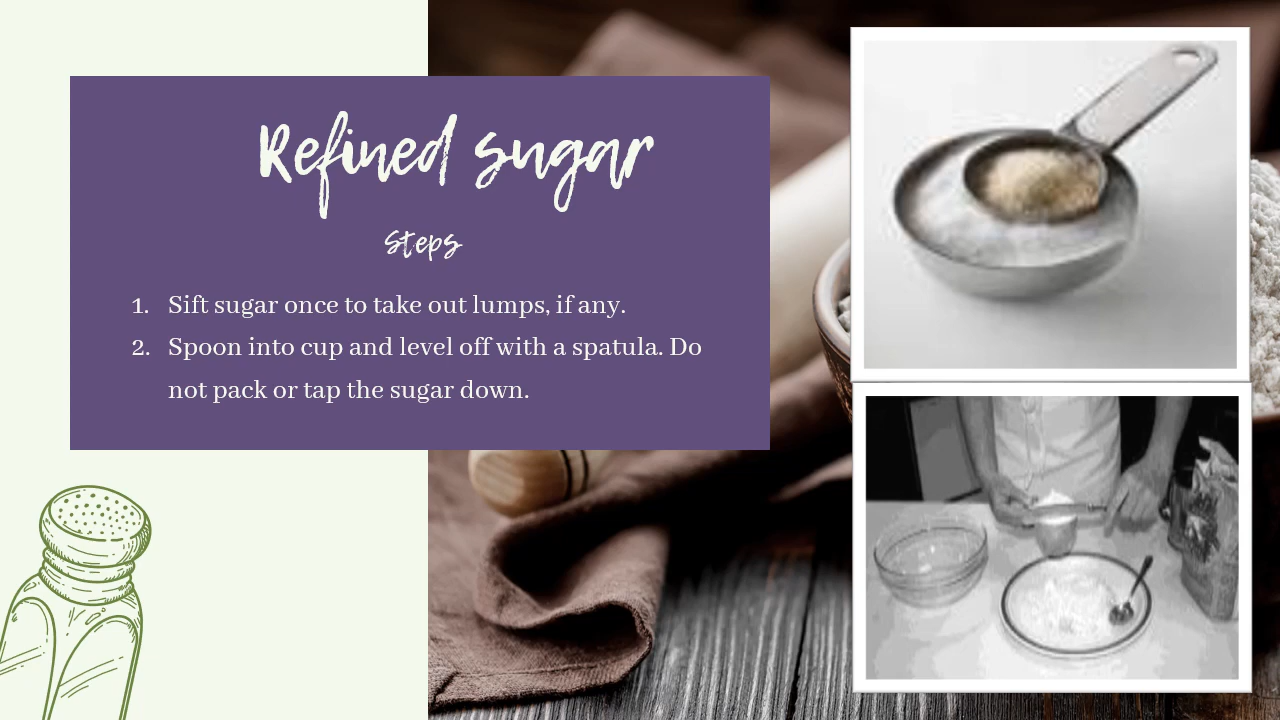 Refined sugar
Steps
1. Sift sugar once to take out lumps, if any.
2. Spoon into cup and level off with a spatula. Do
not pack or tap the sugar down.